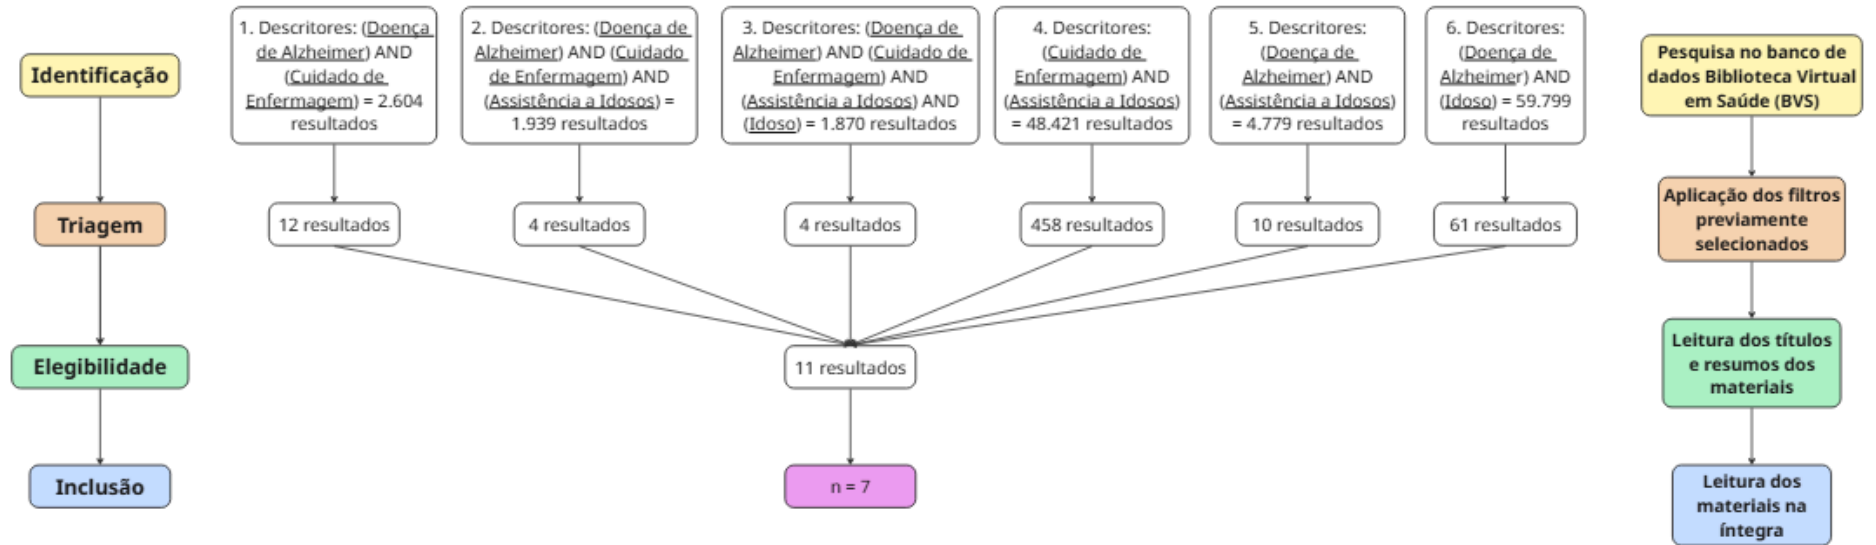 Identificação
1. Descritores: (Doença
de Alzheimer) AND
(Cuidado de
Enfermagem) = 2.604
resultados
2. Descritores: (Doença de
Alzheimer) AND (Cuidado
de Enfermagem) AND
(Assistência a Idosos) =
1.939 resultados
3. Descritores: (Doença de
Alzheimer) AND (Cuidado de
Enfermagem) AND
(Assistência a Idosos) AND
(Idoso) = 1.870 resultados
4. Descritores:
(Cuidado de
Enfermagem) AND
(Assistência a Idosos)
= 48.421 resultados
5. Descritores:
(Doença de
Alzheimer) AND
(Assistência a Idosos)
= 4.779 resultados
6. Descritores:
(Doença de
Alzheimer) AND
(Idoso) = 59.799
resultados
Pesquisa no banco de
dados Biblioteca Virtual
em Saúde (BVS)
Triagem
12 resultados
4 resultados
4 resultados
458 resultados
10 resultados
61 resultados
Aplicação dos filtros
previamente
selecionados
Elegibilidade
11 resultados
Leitura dos títulos
e resumos dos
materiais
Inclusão
n = 7
Leitura dos
materiais na
íntegra